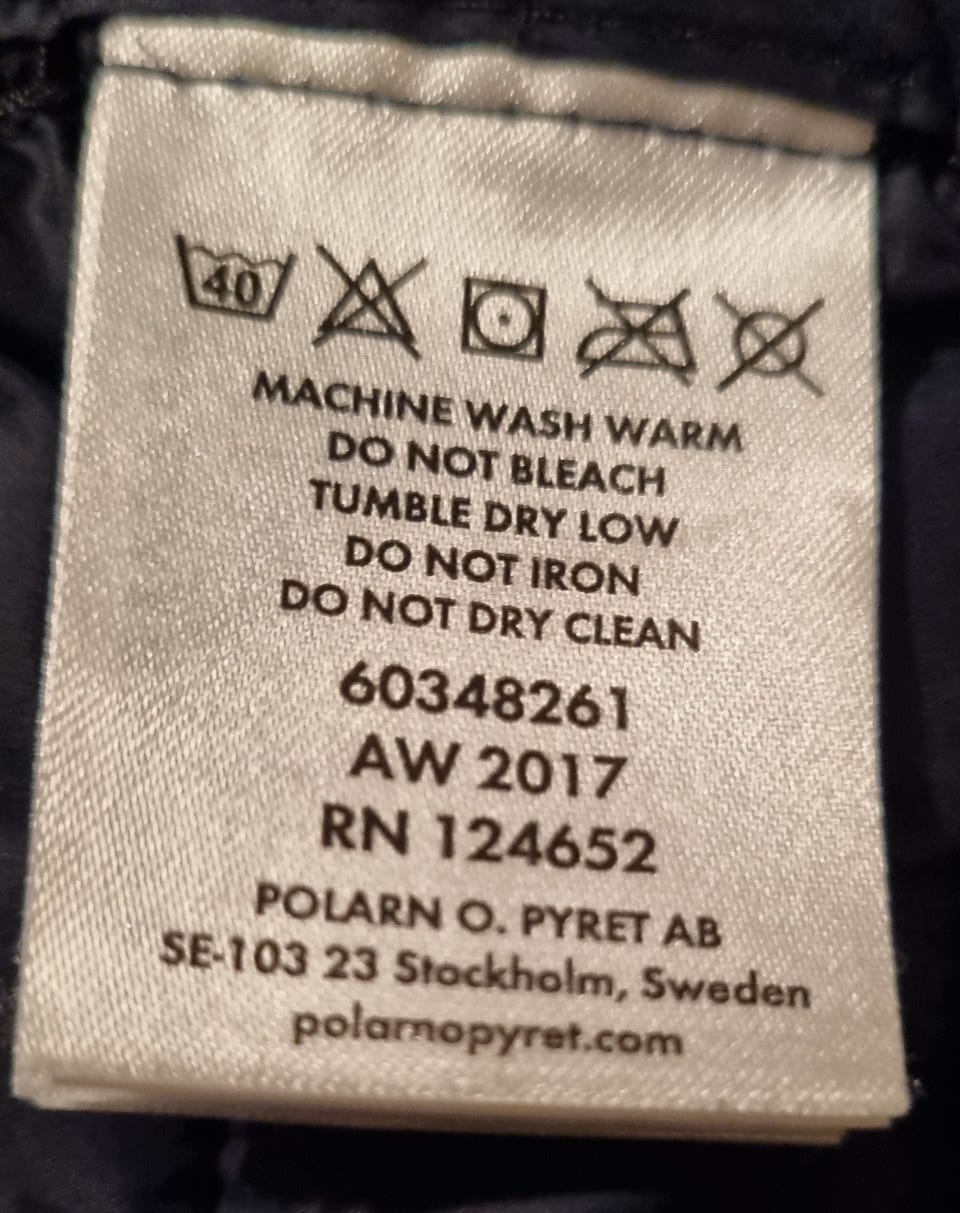 40
MACHINE WASH WARM
DO NOT BLEACH
TUMBLE DRY LOW
DO NOT IRON
DO NOT DRY CLEAN
60348261
AW 2017
RN 124652
POLARN O. PYRET AB
SE-103 23 Stockholm, Sweden
polarnopyret.com